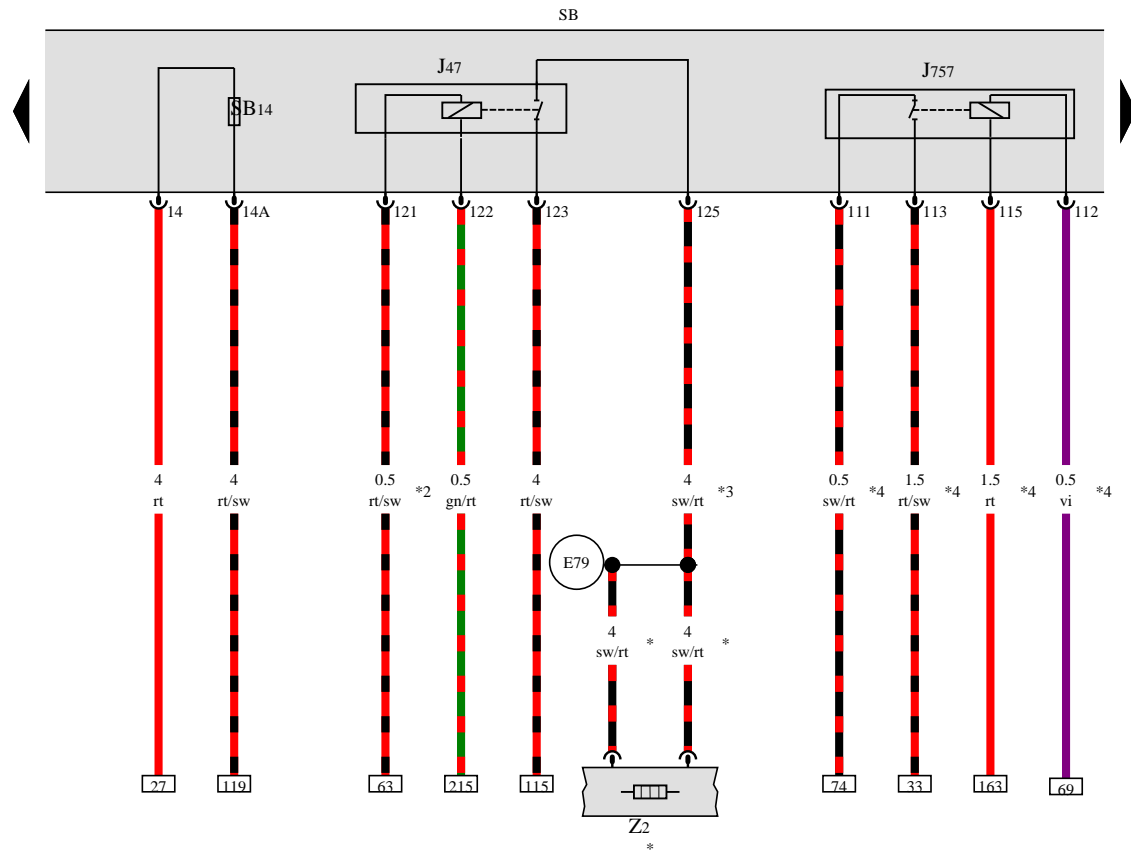 SB
J47
J757
SB14
14
14A
121
122
123
125
111
113
115
112
4
rt
4
rt/sw
0.5
rt/sw
*2
0.5
gn/rt
4
rt/sw
4
sw/rt
*3
0.5
sw/rt
*4
1.5
rt/sw
*4
1.5
rt
*4
0.5
vi
*4
E79
4
sw/rt
*
4
sw/rt
*
27
119
63
215
115
74
33
163
69
Z2
*